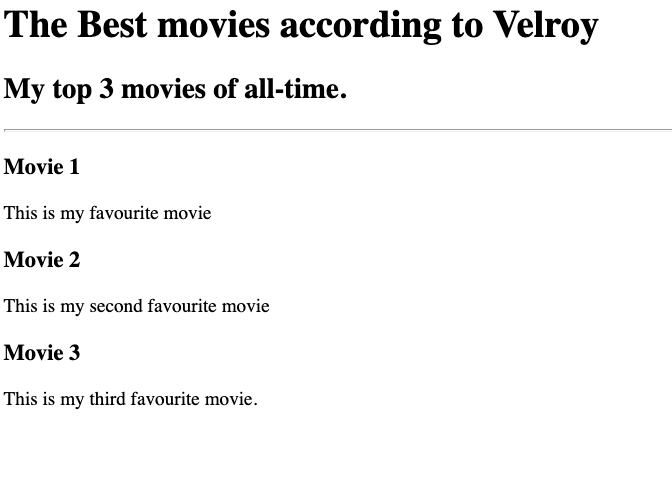 The Best movies according to Velroy
My top 3 movies of all-time.
Movie 1
This is my favourite movie
Movie 2
This is my second favourite movie
Movie 3
This is my third favourite movie.